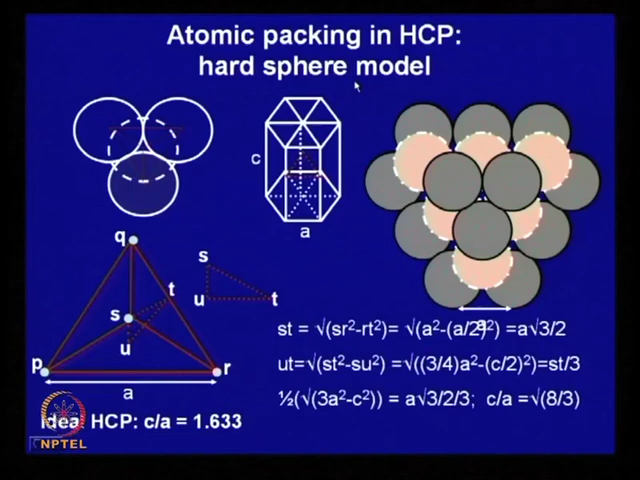 Atomic packing in HCP:
hard sphere model
c
a
q
s
t
s
u
t
u
p
r
a
a
st = √(sr²-rt²)= √(a²-(a/2)²) =a√3/2
ut=√(st²-su²) =√((3/4)a²-(c/2)²)=st/3
½(√(3a²-c²)) = a√3/2/3; c/a =√(8/3)
HCP: c/a = 1.633
NPTEL